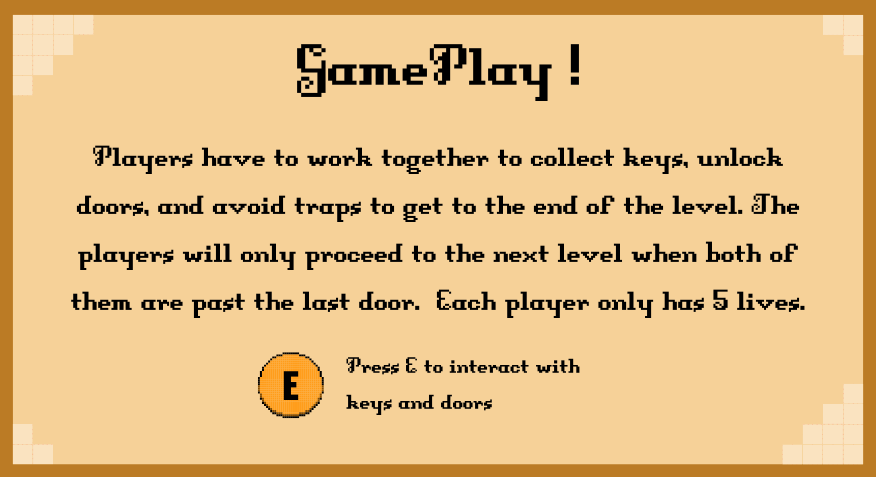 GamePlay !
Players have to work together to collect keys, unlock
doors, and avoid traps to get to the end of the level. The
players will only proceed to the next level when both of
them are past the last door. Each player only has 5 lives.
E
Press E to interact with
keys and doors